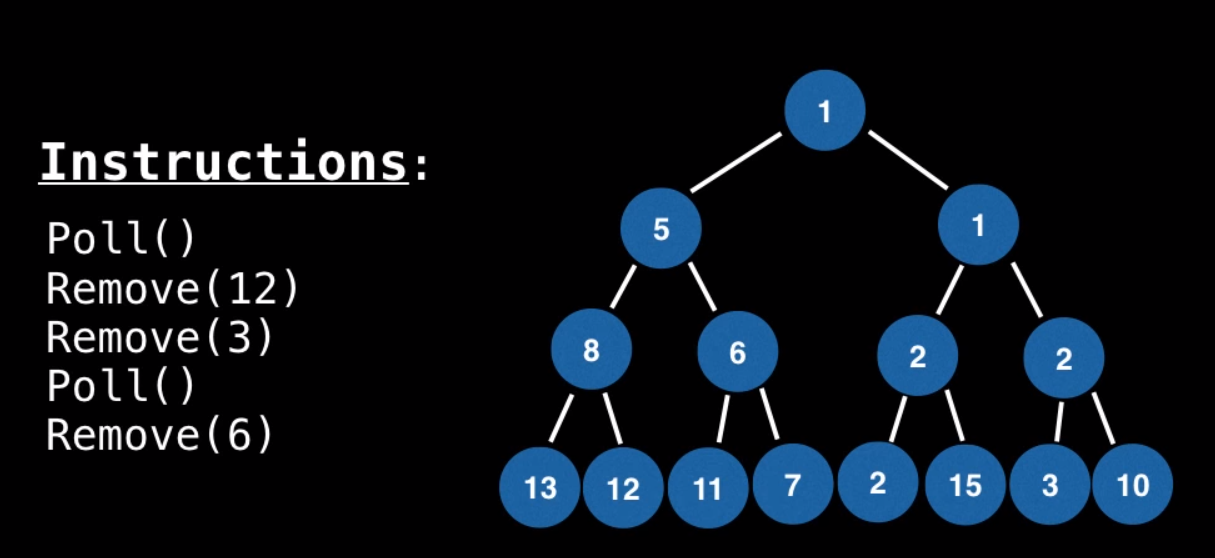 Instructions:
Poll()
Remove(12)
Remove(3)
Poll()
Remove(6)
1
5 1
8 6 2 2
13 12 11 7 2 15 3 10